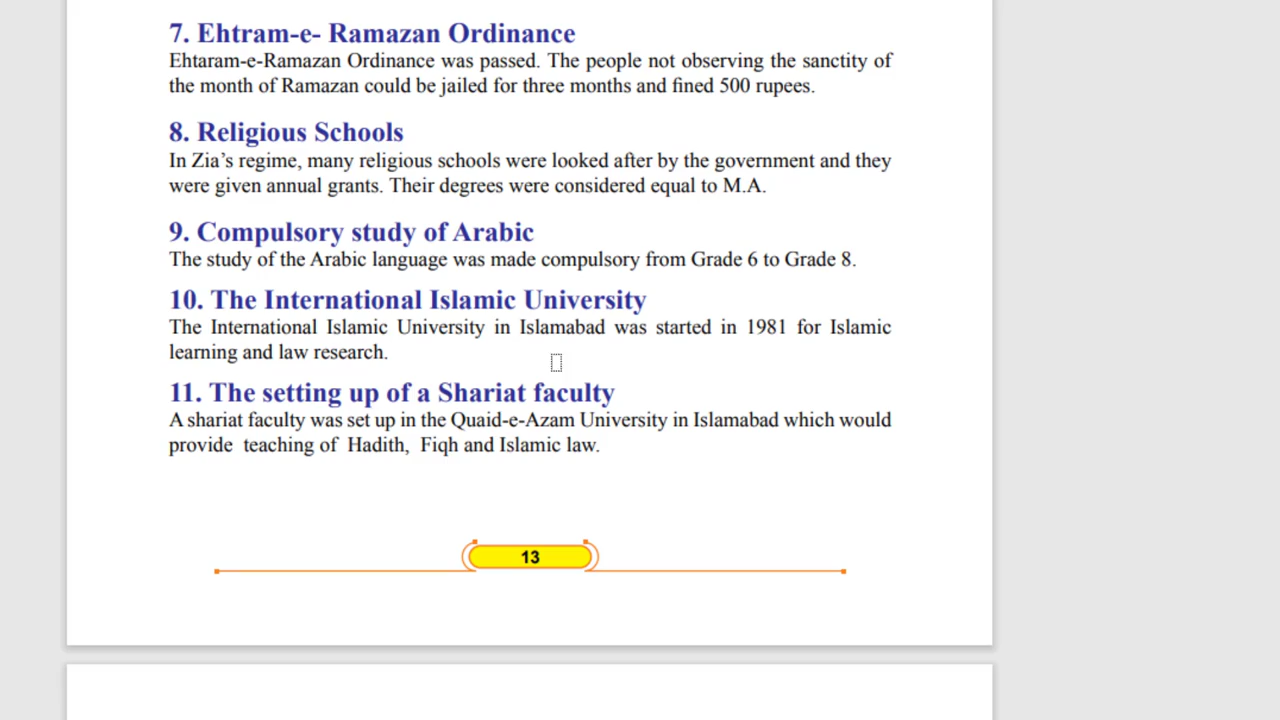 7. Ehtram-e- Ramazan Ordinance
Ehtaram-e-Ramazan Ordinance was passed. The people not observing the sanctity of
the month of Ramazan could be jailed for three months and fined 500 rupees.
8. Religious Schools
In Zia’s regime, many religious schools were looked after by the government and they
were given annual grants. Their degrees were considered equal to M.A.
9. Compulsory study of Arabic
The study of the Arabic language was made compulsory from Grade 6 to Grade 8.
10. The International Islamic University
The International Islamic University in Islamabad was started in 1981 for Islamic
learning and law research.
11. The setting up of a Shariat faculty
A shariat faculty was set up in the Quaid-e-Azam University in Islamabad which would
provide teaching of Hadith, Fiqh and Islamic law.
13